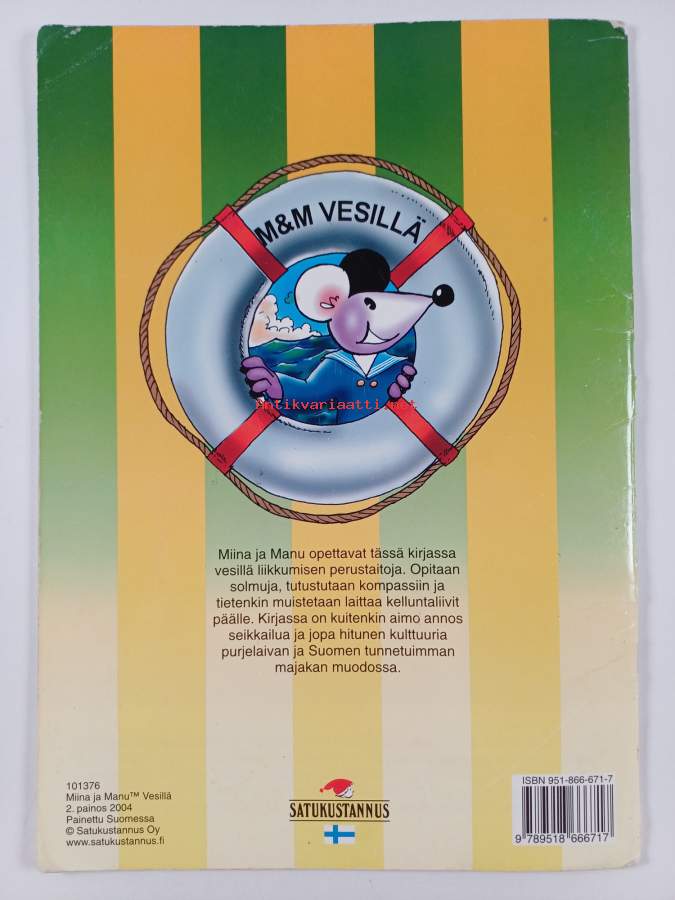 M&M VESILLÄ
Antikvariaatti.net
Miina ja Manu opettavat tässä kirjassa
vesillä liikkumisen perustaitoja. Opitaan
solmuja, tutustutaan kompassiin ja
tietenkin muistetaan laittaa kelluntaliivit
päälle. Kirjassa on kuitenkin aimo annos
seikkailua ja jopa hitunen kulttuuria
purjelaivan ja Suomen tunnetuimman
majakan muodossa.
101376
Miina ja Manu™ Vesillä
2. painos 2004
Painettu Suomessa
© Satukustannus Oy
www.satukustannus.fi
SATUKUSTANNUS
ISBN 951-866-671-7
9 789518 666717